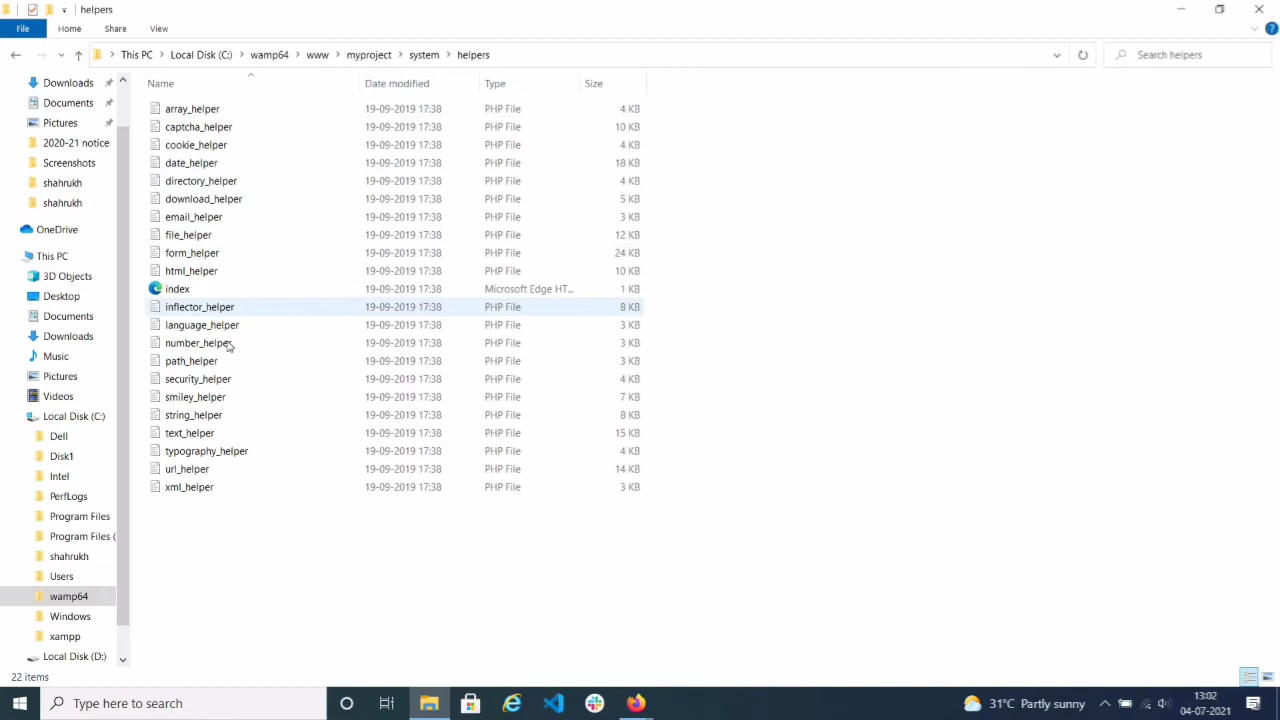 helpers
File Home Share View
This PC Local Disk (C:) wamp64 www myproject system helpers Search helpers
Name Date modified Type Size
Downloads
Documents
Pictures
2020-21 notice
Screenshots
shahrukh
shahrukh
OneDrive
This PC
3D Objects
Desktop
Documents
Downloads
Music
Pictures
Videos
Local Disk (C:)
Dell
Disk1
Intel
PerfLogs
Program Files
Program Files (
shahrukh
Users
wamp64
Windows
xampp
Local Disk (D:)
array_helper 19-09-2019 17:38 PHP File 4 KB
captcha_helper 19-09-2019 17:38 PHP File 10 KB
cookie_helper 19-09-2019 17:38 PHP File 4 KB
date_helper 19-09-2019 17:38 PHP File 18 KB
directory_helper 19-09-2019 17:38 PHP File 4 KB
download_helper 19-09-2019 17:38 PHP File 5 KB
email_helper 19-09-2019 17:38 PHP File 3 KB
file_helper 19-09-2019 17:38 PHP File 12 KB
form_helper 19-09-2019 17:38 PHP File 24 KB
html_helper 19-09-2019 17:38 PHP File 10 KB
index 19-09-2019 17:38 Microsoft Edge HT... 1 KB
inflector_helper 19-09-2019 17:38 PHP File 8 KB
language_helper 19-09-2019 17:38 PHP File 3 KB
number_helper 19-09-2019 17:38 PHP File 3 KB
path_helper 19-09-2019 17:38 PHP File 3 KB
security_helper 19-09-2019 17:38 PHP File 4 KB
smiley_helper 19-09-2019 17:38 PHP File 7 KB
string_helper 19-09-2019 17:38 PHP File 8 KB
text_helper 19-09-2019 17:38 PHP File 15 KB
typography_helper 19-09-2019 17:38 PHP File 4 KB
url_helper 19-09-2019 17:38 PHP File 14 KB
xml_helper 19-09-2019 17:38 PHP File 3 KB
22 items
Type here to search
31°C Partly sunny
13:02
04-07-2021